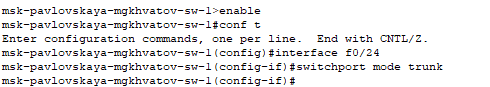 msk-pavlovskaya-mgkhvatov-sw-1>enable
msk-pavlovskaya-mgkhvatov-sw-1#conf t
Enter configuration commands, one per line.  End with CNTL/Z.
msk-pavlovskaya-mgkhvatov-sw-1(config)#interface f0/24
msk-pavlovskaya-mgkhvatov-sw-1(config-if)#switchport mode trunk
msk-pavlovskaya-mgkhvatov-sw-1(config-if)#